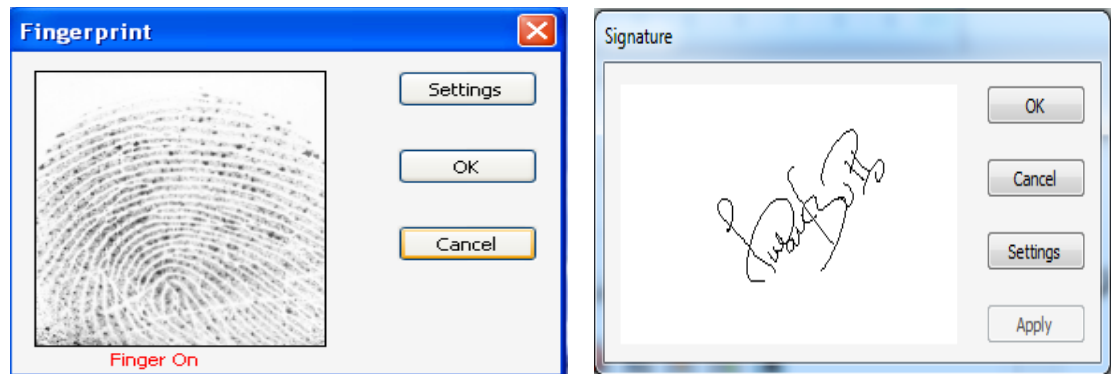 Fingerprint
Settings
OK
Cancel
Finger On
Signature
OK
Cancel
Settings
Apply